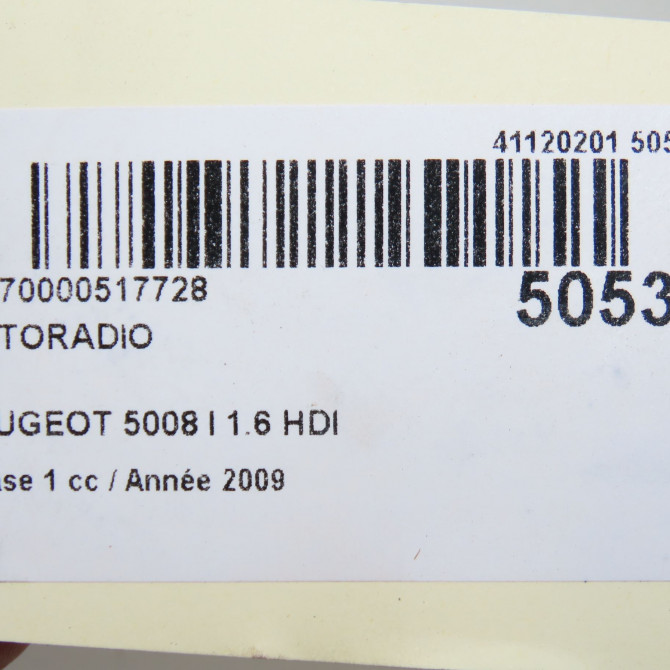 41120201 505
70000517728
5053
TORADIO
UGEOT 5008 I 1.6 HDI
ase 1 cc / Année 2009